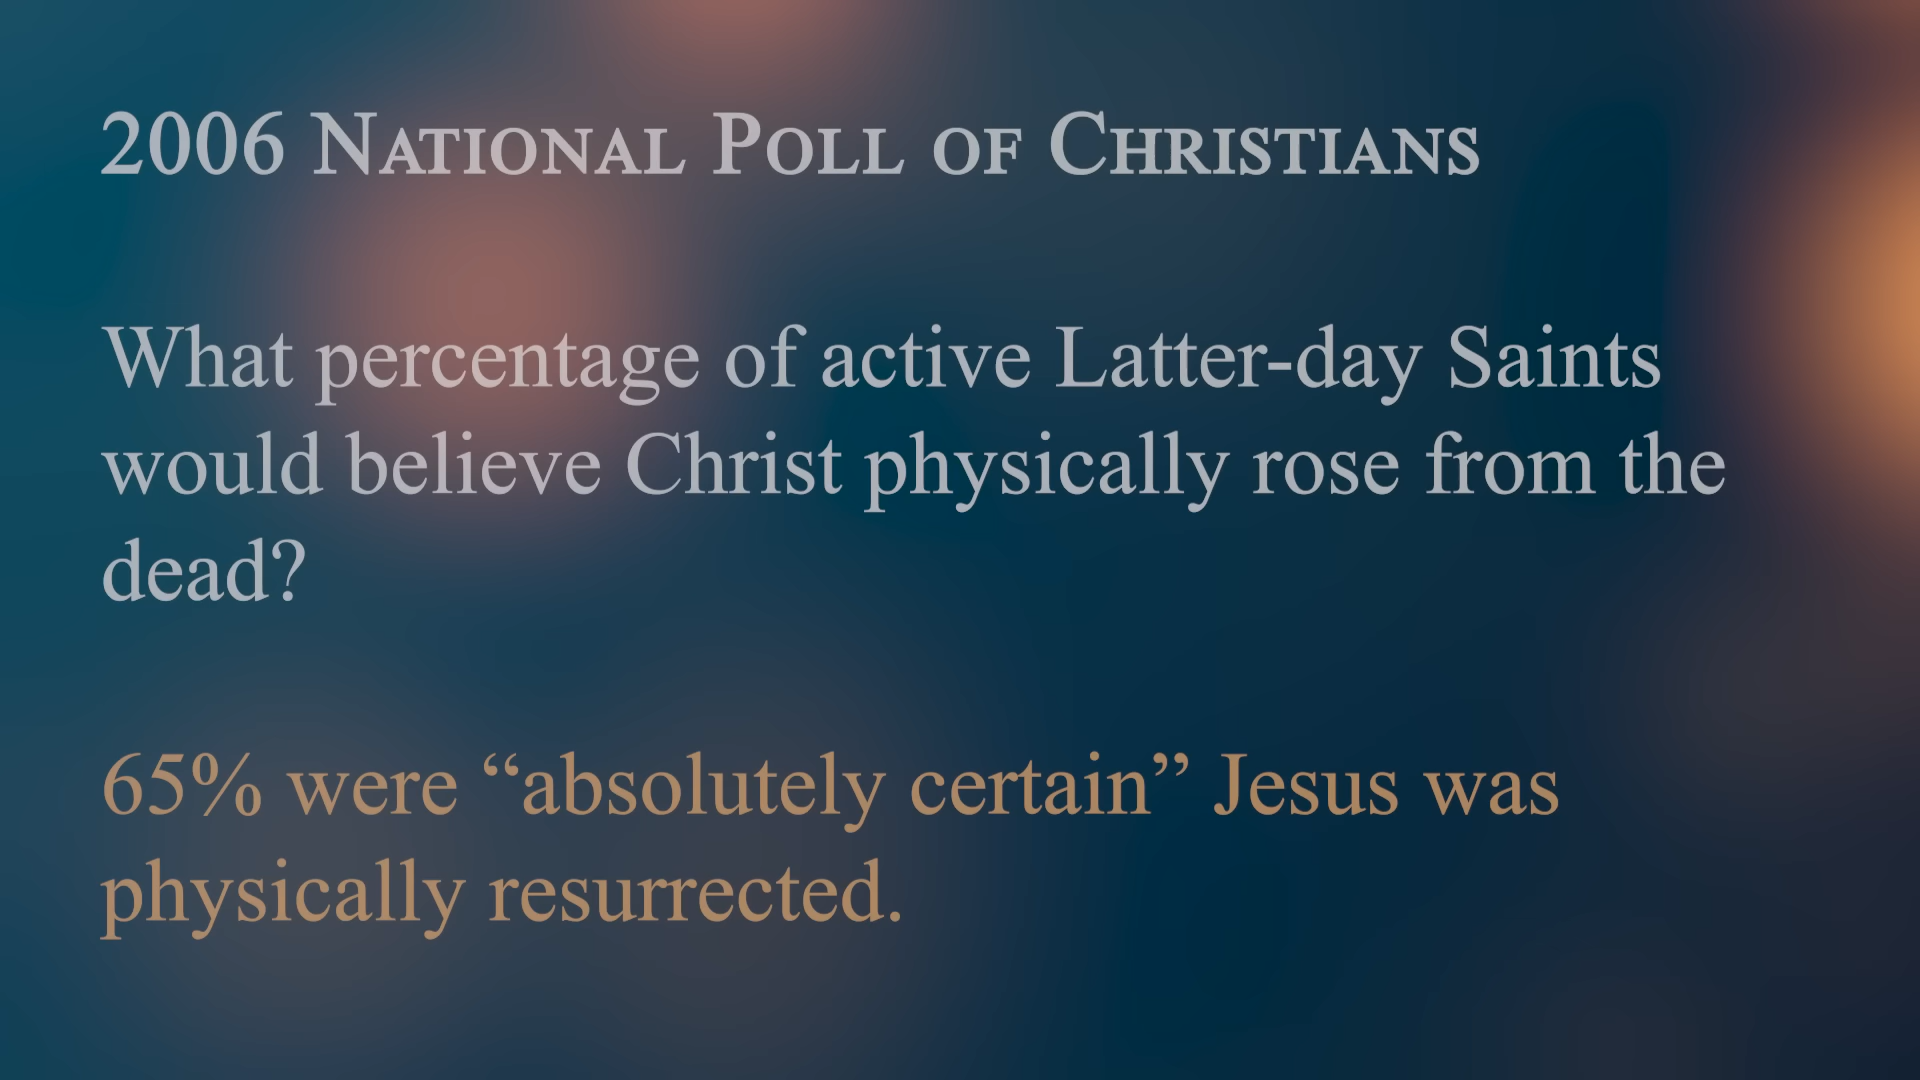 2006 National Poll of Christians
What percentage of active Latter-day Saints
would believe Christ physically rose from the
dead?
65% were “absolutely certain” Jesus was
physically resurrected.